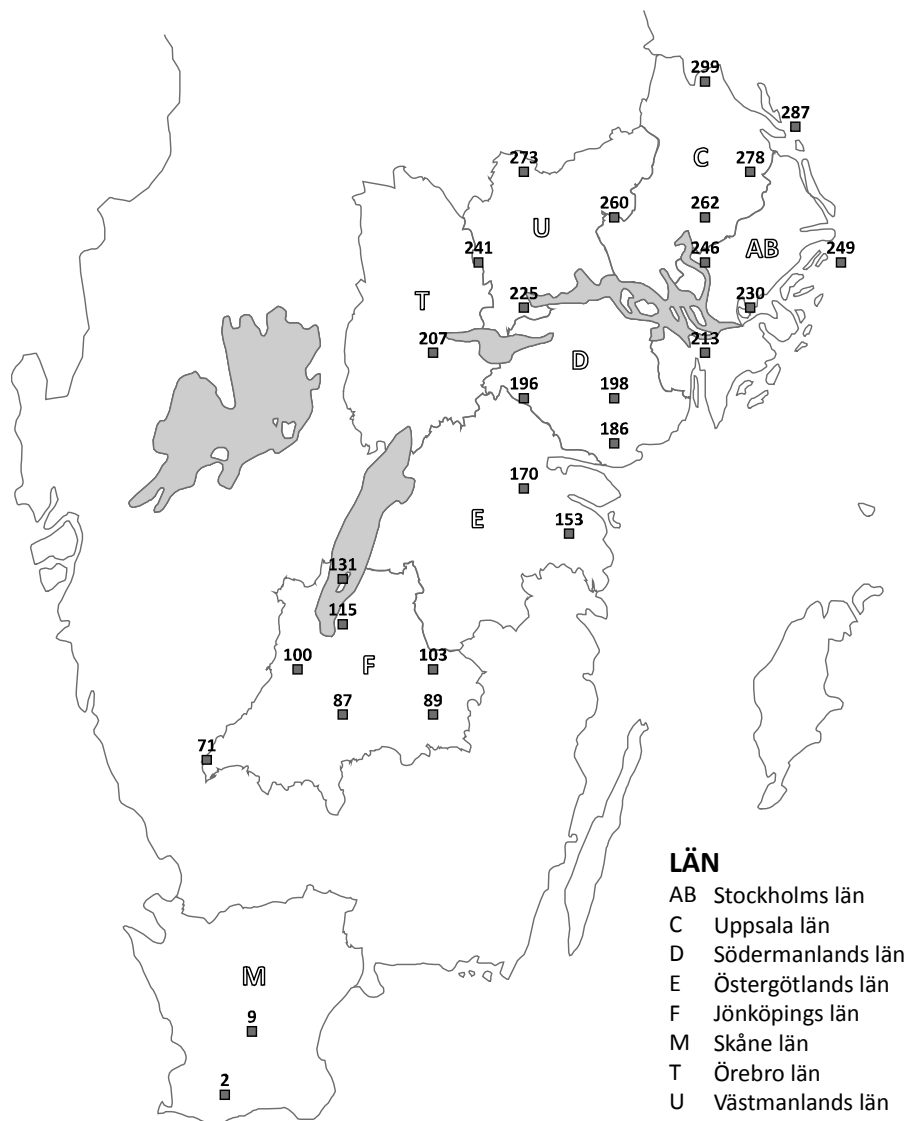 299
287
273
C
278
260
262
U
241
246
AB
249
T
225
230
207
213
D
196
198
186
170
E
153
131
115
100
F
103
87
89
71
LÄN
AB Stockholms län
C Uppsala län
D Södermanlands län
E Östergötlands län
F Jönköpings län
M Skåne län
T Örebro län
U Västmanlands län
M
9
2